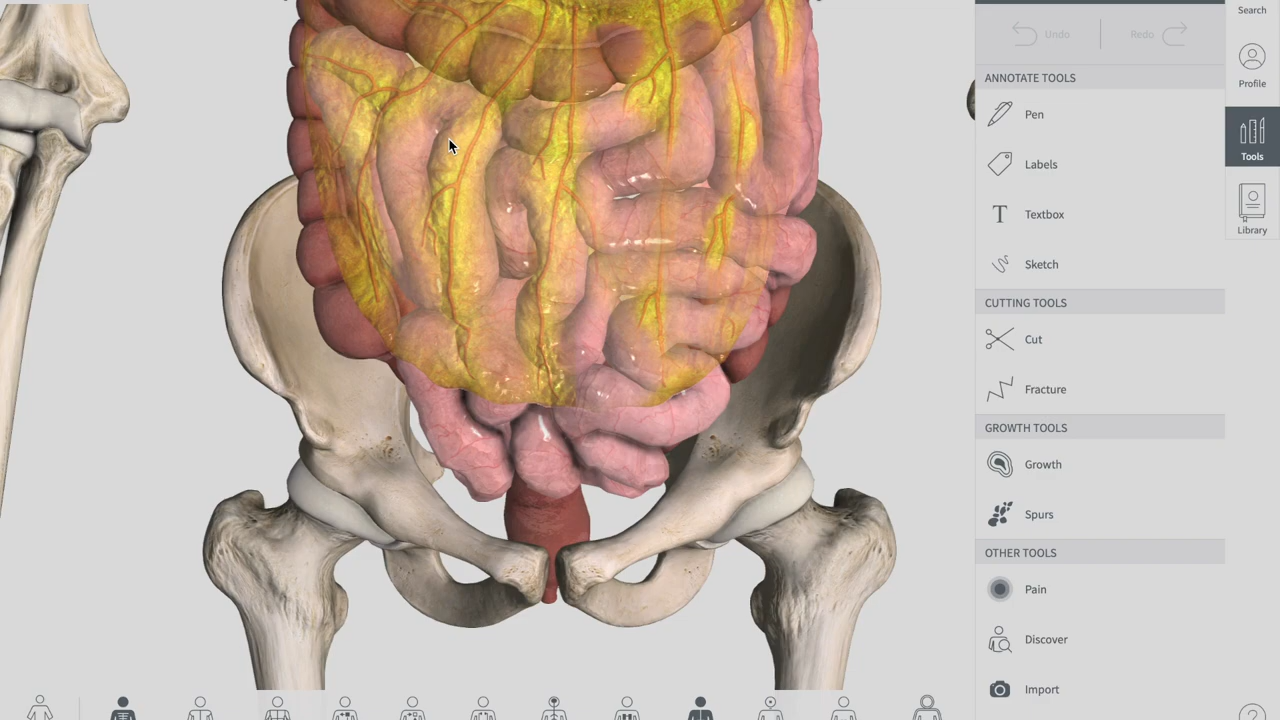 Search
Undo
Redo
Profile
ANNOTATE TOOLS
Pen
Tools
Labels
Textbox
Library
Sketch
CUTTING TOOLS
Cut
Fracture
GROWTH TOOLS
Growth
Spurs
OTHER TOOLS
Pain
Discover
Import